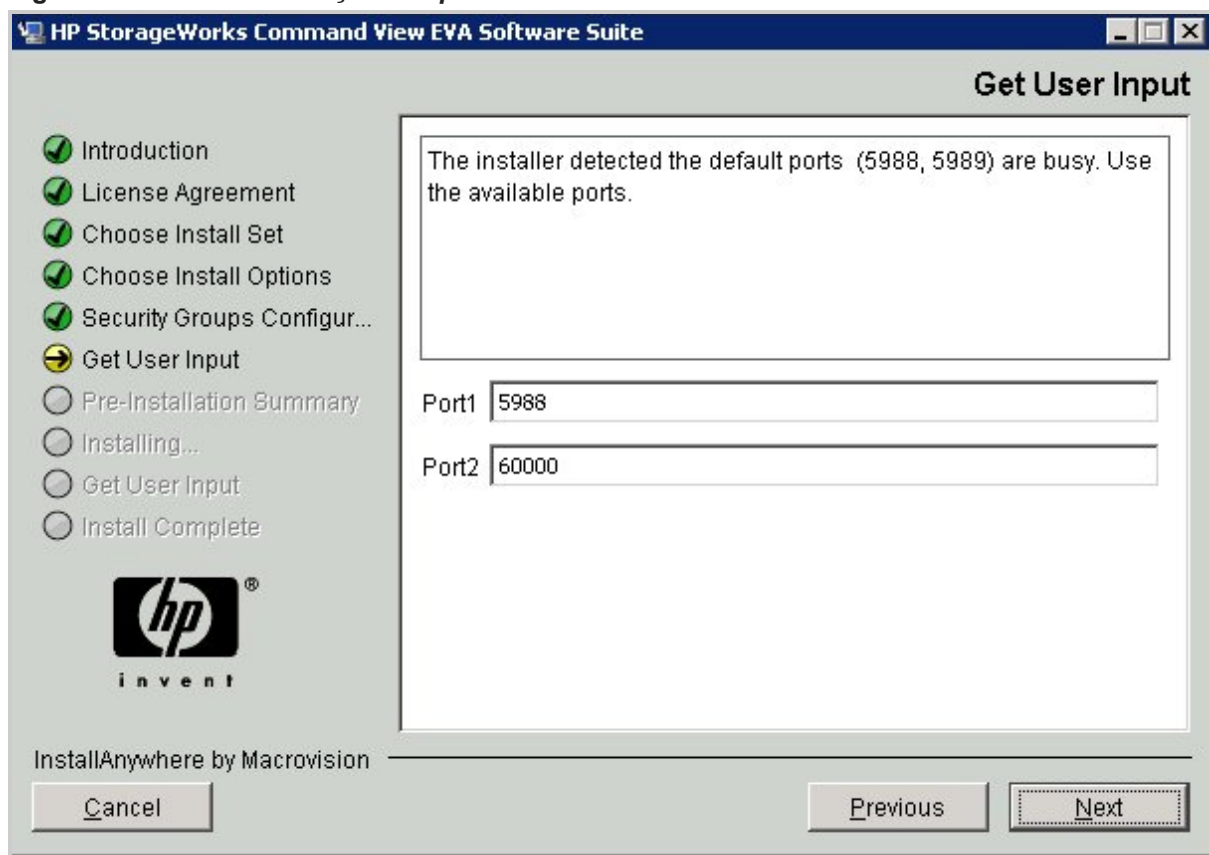 HP StorageWorks Command View EVA Software Suite
Get User Input
Introduction
License Agreement
Choose Install Set
Choose Install Options
Security Groups Configur...
Get User Input
Pre-Installation Summary
Installing...
Get User Input
Install Complete
The installer detected the default ports (5988, 5989) are busy. Use
the available ports.
Port1 5988
Port2 60000
hp ®
invent
InstallAnywhere by Macrovision
Cancel
Previous
Next